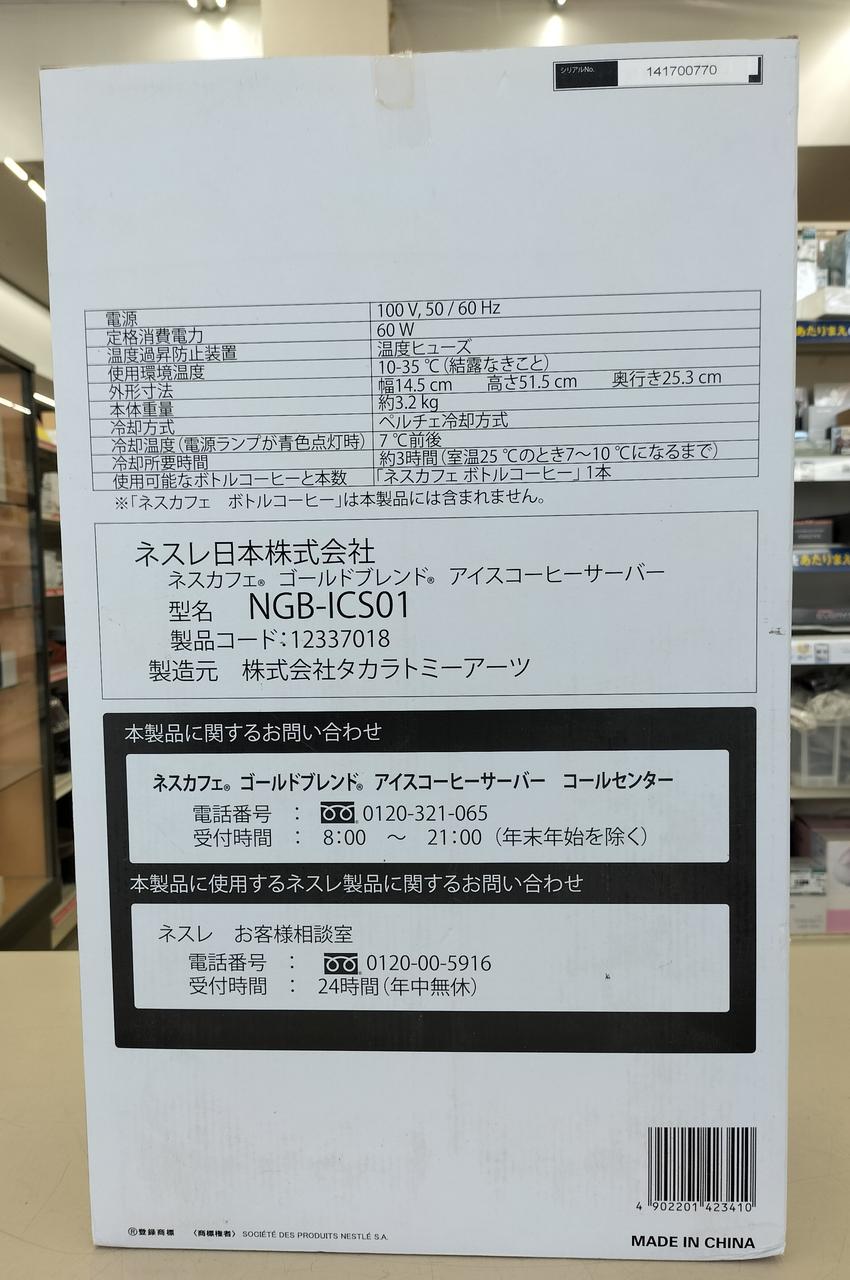 シリアルNo. 141700770
電源 100 V, 50 / 60 Hz
定格消費電力 60 W
温度過昇防止装置 温度ヒューズ
使用環境温度 10-35 ℃（結露なきこと）
外形寸法 幅14.5 cm 高さ51.5 cm 奥行き25.3 cm
本体重量 約3.2 kg
冷却方式 ペルチェ冷却方式
冷却温度（電源ランプが青色点灯時） 7 ℃前後
冷却所要時間 約3時間（室温25 ℃のとき7～10 ℃になるまで）
使用可能なボトルコーヒーと本数 「ネスカフェ ボトルコーヒー」1本
※「ネスカフェ ボトルコーヒー」は本製品には含まれません。
ネスレ日本株式会社
ネスカフェ® ゴールドブレンド® アイスコーヒーサーバー
型名 NGB-ICS01
製品コード：12337018
製造元 株式会社タカラトミーアーツ
本製品に関するお問い合わせ
ネスカフェ® ゴールドブレンド® アイスコーヒーサーバー コールセンター
電話番号 ： 0120-321-065
受付時間 ： 8：00 ～ 21：00（年末年始を除く）
本製品に使用するネスレ製品に関するお問い合わせ
ネスレ お客様相談室
電話番号 ： 0120-00-5916
受付時間 ： 24時間（年中無休）
4 902201 423410
®登録商標 〈商標権者〉 SOCIÉTÉ DES PRODUITS NESTLÉ S.A.
MADE IN CHINA
あたりまえ
あたりまえ